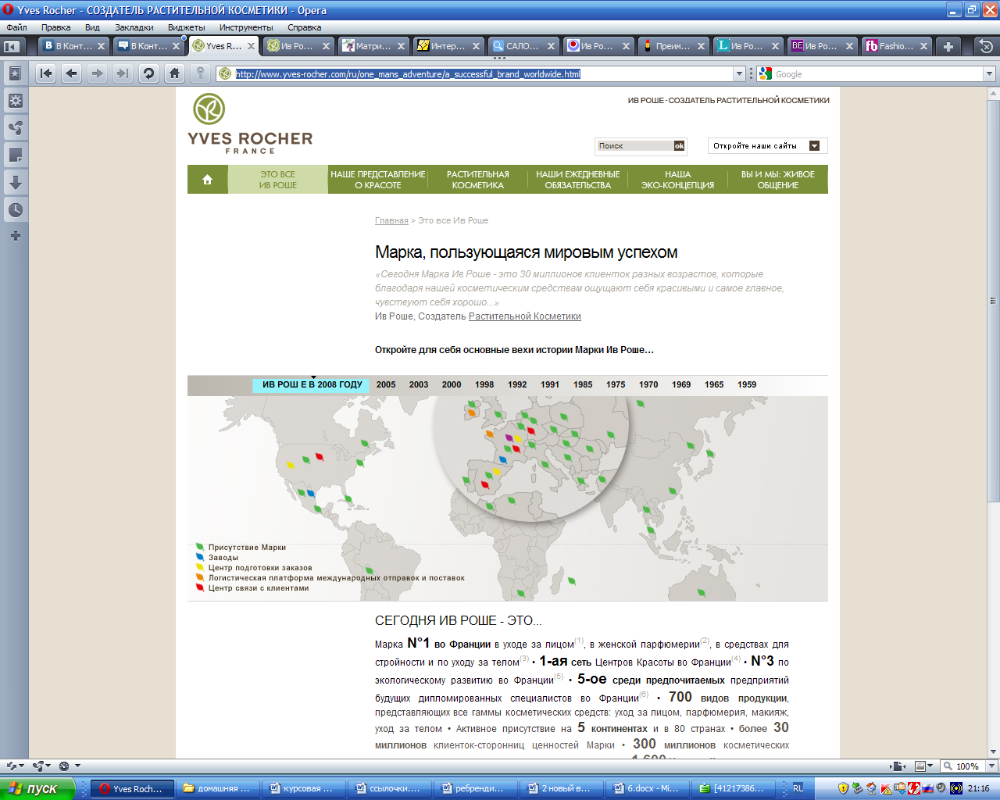 Yves Rocher - СОЗДАТЕЛЬ РАСТИТЕЛЬНОЙ КОСМЕТИКИ - Opera
Файл Правка Вид Закладки Виджеты Инструменты Справка
В Конт... В Конт... Yves R... Ив Ро... Матри... Интер... САЛО... Ив Ро... Преим... Ив Ро... Ив Ро... Fashio...
http://www.yves-rocher.com/ru/one_mans_adventure/a_successful_brand_worldwide.html Google
ИВ РОШЕ - СОЗДАТЕЛЬ РАСТИТЕЛЬНОЙ КОСМЕТИКИ
YVES ROCHER
FRANCE
Поиск ok Откройте наши сайты
ЭТО ВСЕ ИВ РОШЕ
НАШЕ ПРЕДСТАВЛЕНИЕ О КРАСОТЕ
РАСТИТЕЛЬНАЯ КОСМЕТИКА
НАШИ ЕЖЕДНЕВНЫЕ ОБЯЗАТЕЛЬСТВА
НАША ЭКО-КОНЦЕПЦИЯ
ВЫ И МЫ: ЖИВОЕ ОБЩЕНИЕ
Главная > Это все Ив Роше
Марка, пользующаяся мировым успехом
«Сегодня Марка Ив Роше - это 30 миллионов клиенток разных возрастов, которые
благодаря нашей косметическим средствам ощущают себя красивыми и самое главное,
чувствуют себя хорошо...»
Ив Роше, Создатель Растительной Косметики
Откройте для себя основные вехи истории Марки Ив Роше...
ИВ РОШ Е В 2008 ГОДУ 2005 2003 2000 1998 1992 1991 1985 1975 1970 1969 1965 1959
Присутствие Марки
Заводы
Центр подготовки заказов
Логистическая платформа международных отправок и поставок
Центр связи с клиентами
СЕГОДНЯ ИВ РОШЕ - ЭТО...
Марка N°1 во Франции в уходе за лицом(1), в женской парфюмерии(2), в средствах для
стройности и по уходу за телом(3) • 1-ая сеть Центров Красоты во Франции(4) • N°3 по
экологическому развитию во Франции(5) • 5-ое среди предпочитаемых предприятий
будущих дипломированных специалистов во Франции(6) • 700 видов продукции,
представляющих все гаммы косметических средств: уход за лицом, парфюмерия, макияж,
уход за телом • Активное присутствие на 5 континентах и в 80 странах • более 30
миллионов клиенток-сторонниц ценностей Марки • 300 миллионов косметических
100%
пуск Yves Roch... домашняя ... курсовая ... ссылочки.... ребренди... 2 новый в... 6.docx - Mi... [41217386... RU 21:16